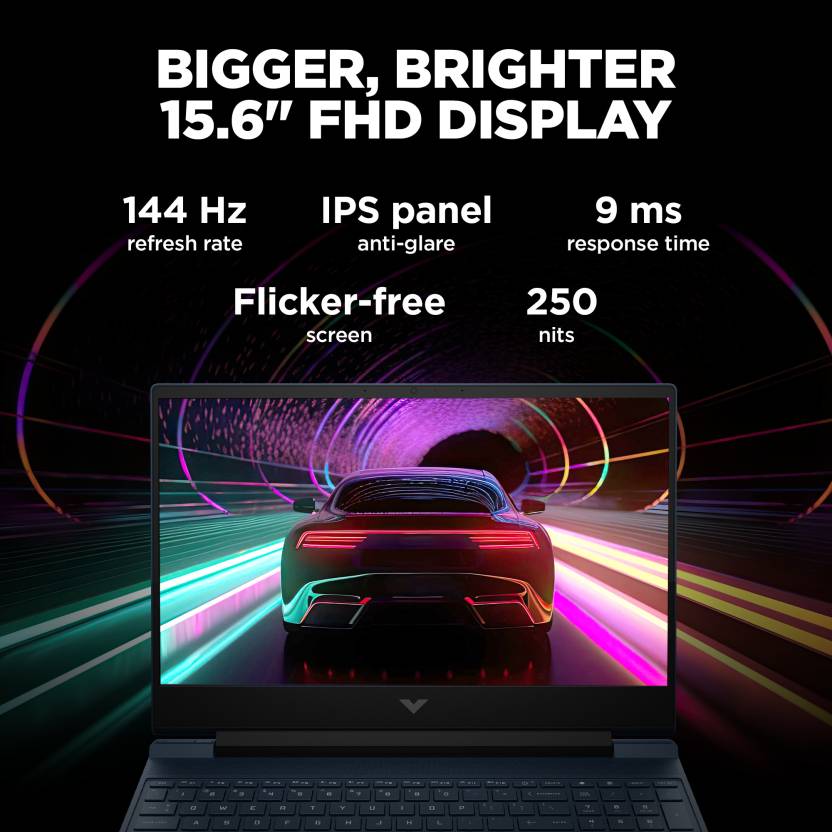 BIGGER, BRIGHTER
15.6" FHD DISPLAY
144 Hz
refresh rate
IPS panel
anti-glare
9 ms
response time
Flicker-free
screen
250
nits
Q W E R T Y U I O P
A S D F G H J K L